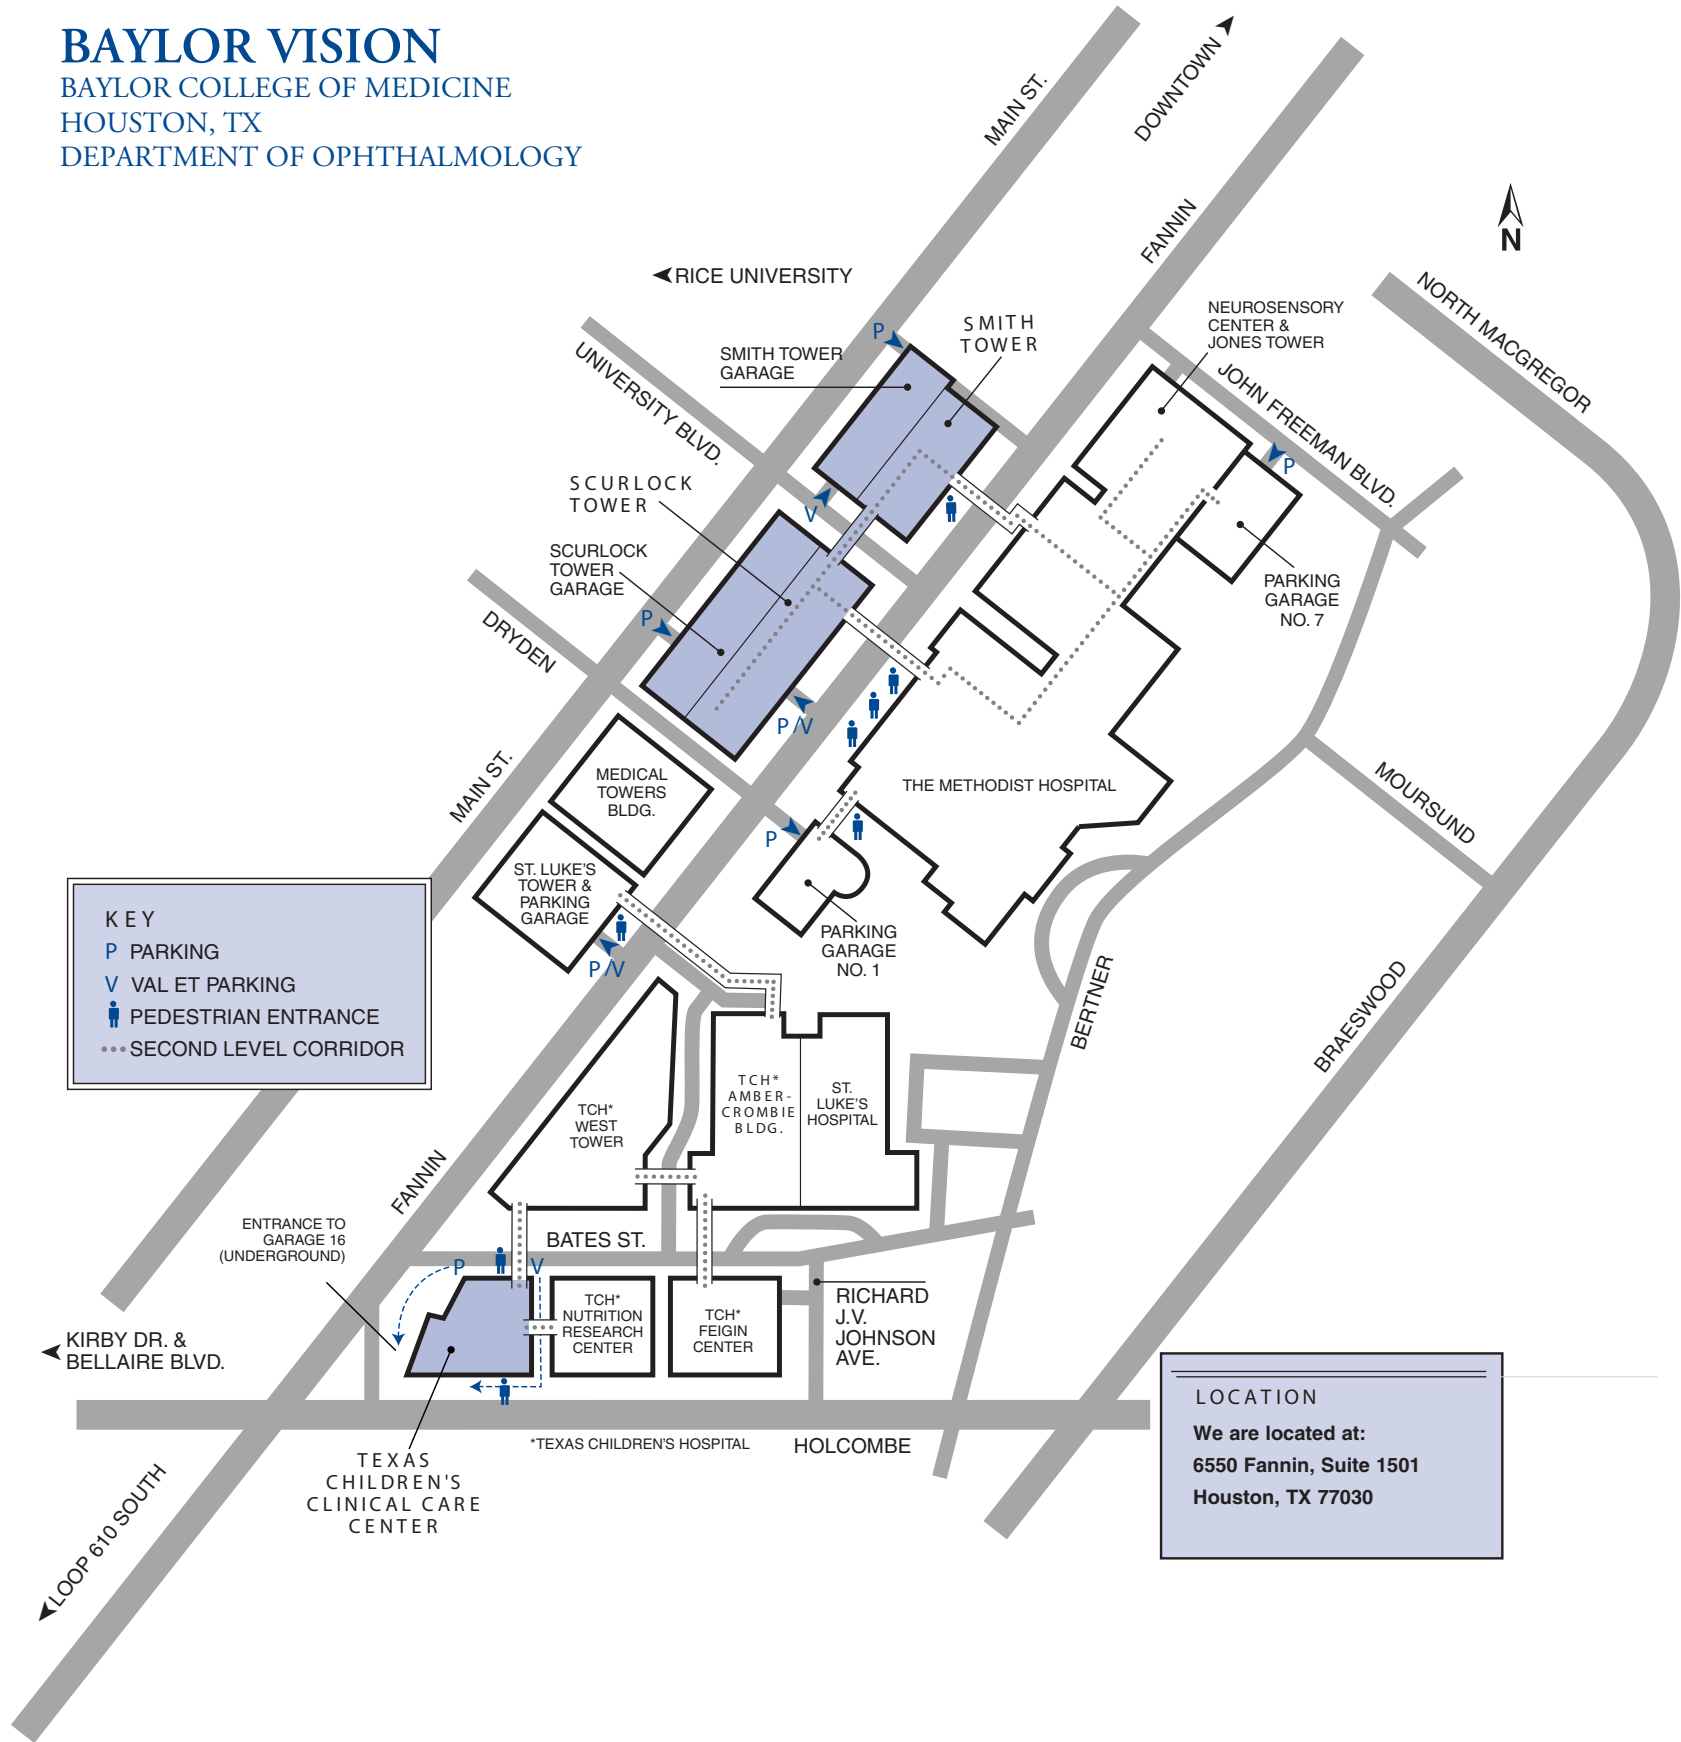 BAYLOR VISION
BAYLOR COLLEGE OF MEDICINE
HOUSTON, TX
DEPARTMENT OF OPHTHALMOLOGY
MAIN ST.
DOWNTOWN
FANNIN
N
RICE UNIVERSITY
NORTH MACGREGOR
NEUROSENSORY
CENTER &
JONES TOWER
SMITH
TOWER
P
SMITH TOWER
GARAGE
UNIVERSITY BLVD.
JOHN FREEMAN BLVD.
P
SCURLOCK
TOWER
V
SCURLOCK
TOWER
GARAGE
PARKING
GARAGE
NO. 7
P
DRYDEN
P/V
MAIN ST.
MEDICAL
TOWERS
BLDG.
THE METHODIST HOSPITAL
MOURSUND
P
ST. LUKE'S
TOWER &
PARKING
GARAGE
PARKING
GARAGE
NO. 1
P/V
KEY
P PARKING
V VAL ET PARKING
PEDESTRIAN ENTRANCE
SECOND LEVEL CORRIDOR
BERTNER
BRAESWOOD
TCH*
AMBER-
CROMBIE
BLDG.
ST.
LUKE'S
HOSPITAL
TCH*
WEST
TOWER
FANNIN
ENTRANCE TO
GARAGE 16
(UNDERGROUND)
BATES ST.
P
V
TCH*
NUTRITION
RESEARCH
CENTER
TCH*
FEIGIN
CENTER
RICHARD
J.V.
JOHNSON
AVE.
KIRBY DR. &
BELLAIRE BLVD.
*TEXAS CHILDREN'S HOSPITAL
HOLCOMBE
TEXAS
CHILDREN'S
CLINICAL CARE
CENTER
LOOP 610 SOUTH
LOCATION
We are located at:
6550 Fannin, Suite 1501
Houston, TX 77030